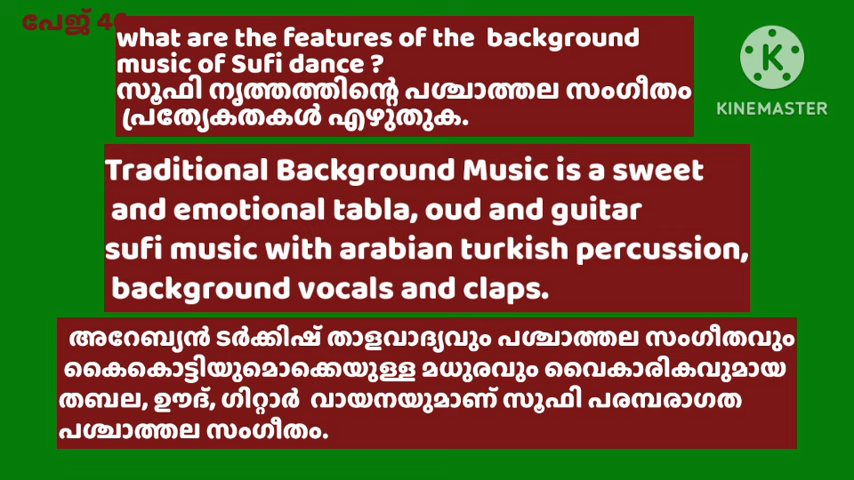 പേജ് 46
what are the features of the background
music of Sufi dance ?
സൂഫി നൃത്തത്തിന്റെ പശ്ചാത്തല സംഗീതം
പ്രത്യേകതകൾ എഴുതുക.
KINEMASTER
Traditional Background Music is a sweet
and emotional tabla, oud and guitar
sufi music with arabian turkish percussion,
background vocals and claps.
അറേബ്യൻ ടർക്കിഷ് താളവാദ്യവും പശ്ചാത്തല സംഗീതവും
കൈകൊട്ടിയുമൊക്കെയുള്ള മധുരവും വൈകാരികവുമായ
തബല, ഊദ്, ഗിറ്റാർ വായനയുമാണ് സൂഫി പരമ്പരാഗത
പശ്ചാത്തല സംഗീതം.